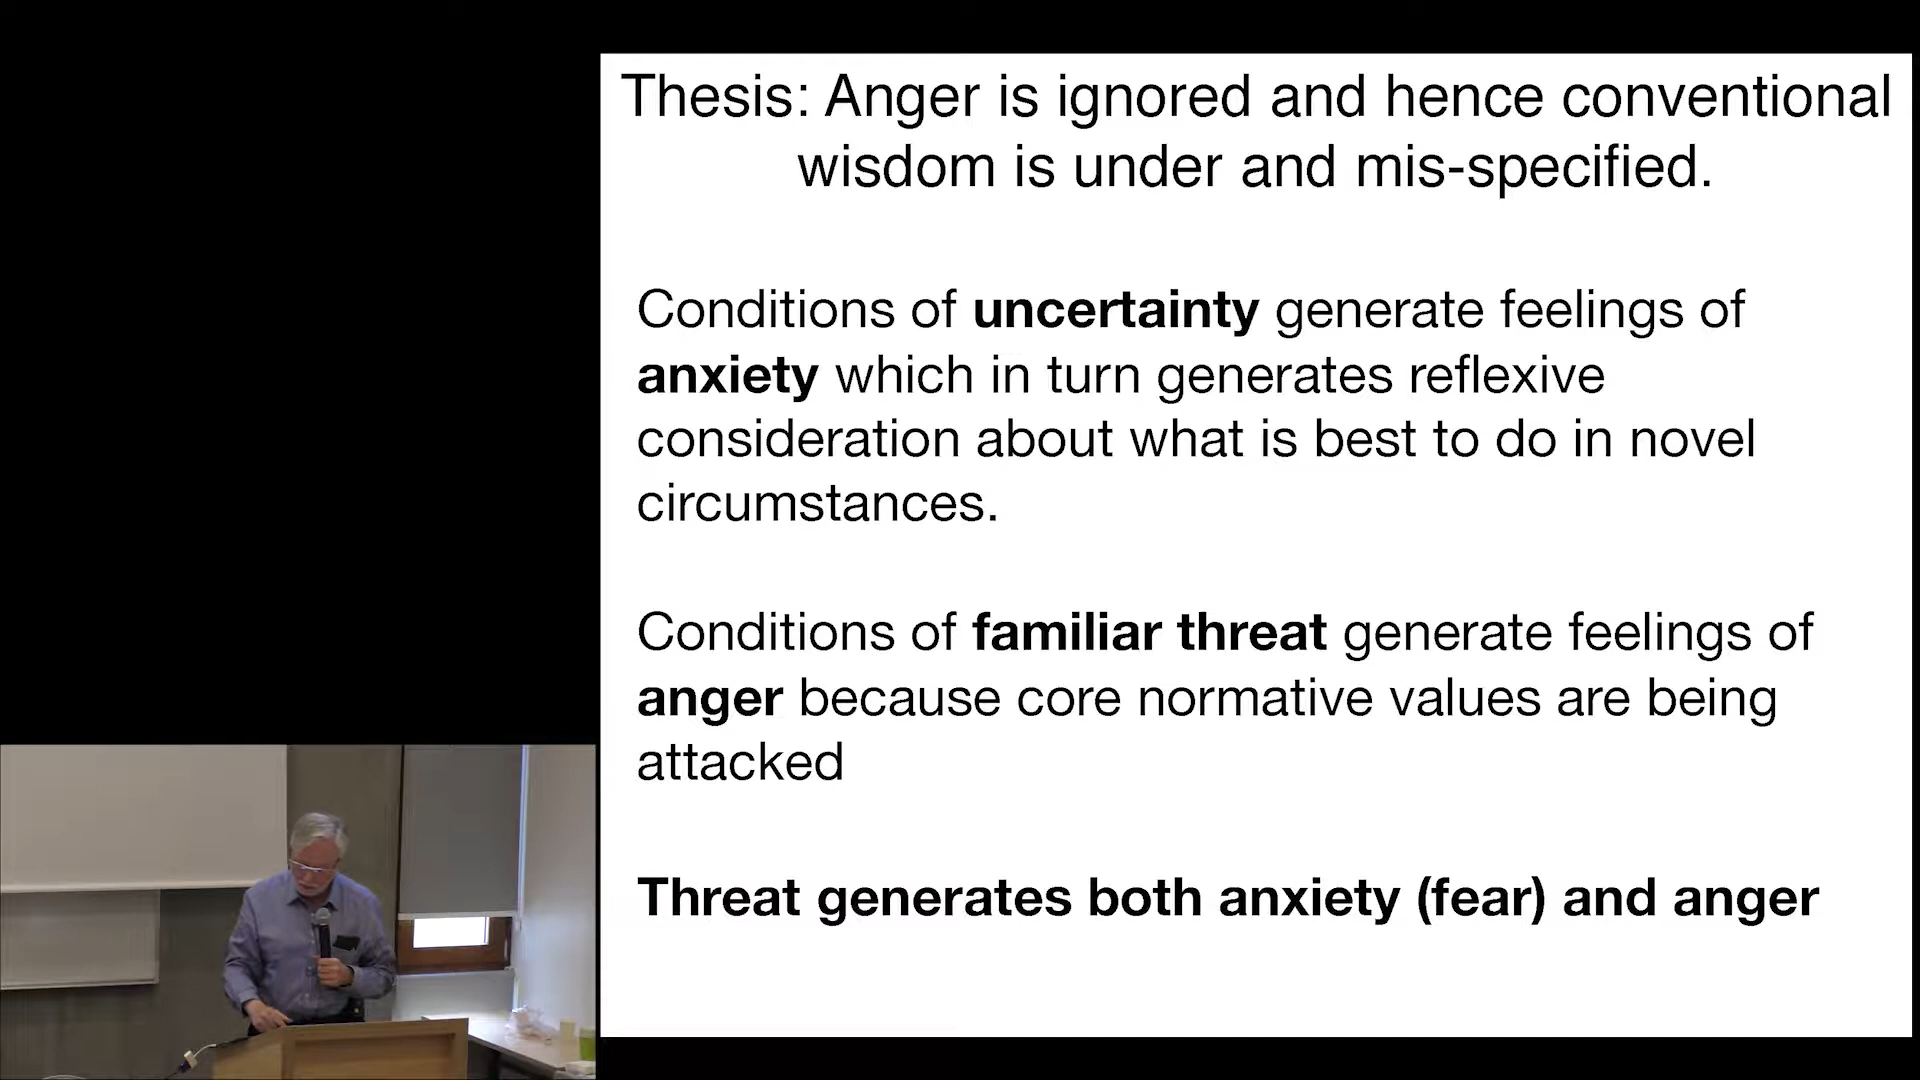 Thesis: Anger is ignored and hence conventional
wisdom is under and mis-specified.
Conditions of uncertainty generate feelings of
anxiety which in turn generates reflexive
consideration about what is best to do in novel
circumstances.
Conditions of familiar threat generate feelings of
anger because core normative values are being
attacked
Threat generates both anxiety (fear) and anger